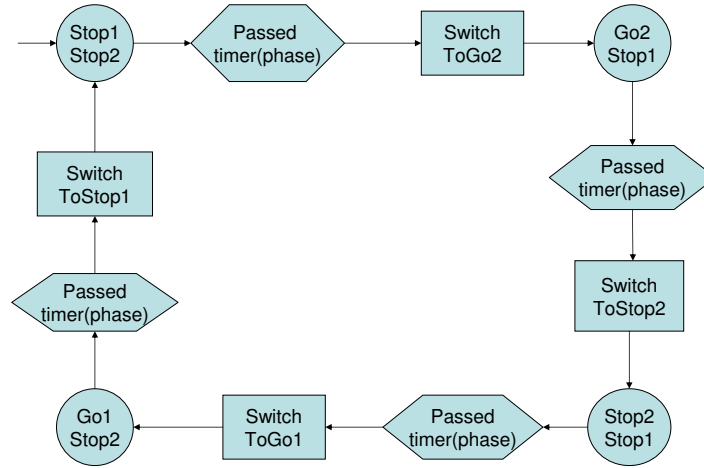 Stop1
Stop2
Passed
timer(phase)
Switch
ToGo2
Go2
Stop1
Passed
timer(phase)
Switch
ToStop2
Stop2
Stop1
Passed
timer(phase)
Switch
ToGo1
Go1
Stop2
Passed
timer(phase)
Switch
ToStop1